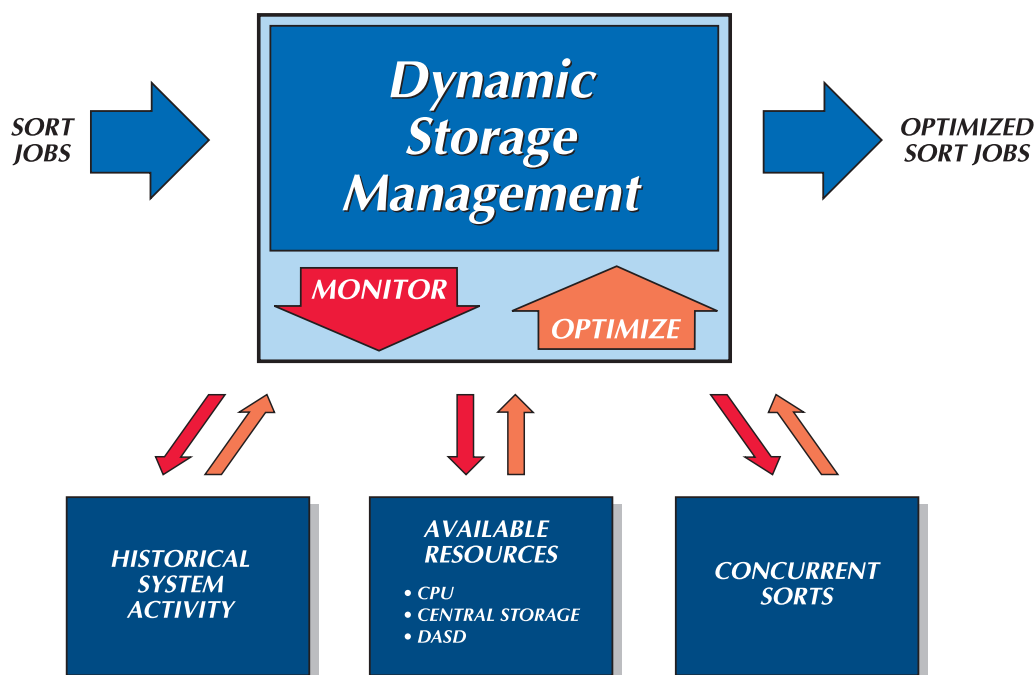 Dynamic
Storage
Management
SORT
JOBS
OPTIMIZED
SORT JOBS
MONITOR
OPTIMIZE
HISTORICAL
SYSTEM
ACTIVITY
AVAILABLE
RESOURCES
• CPU
• CENTRAL STORAGE
• DASD
CONCURRENT
SORTS